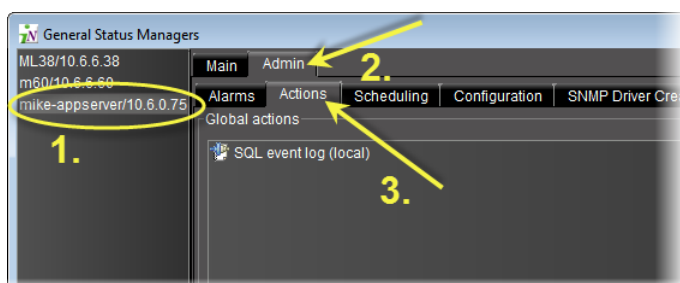 General Status Managers
ML38/10.6.6.38
m60/10.6.6.60
mike-appserver/10.6.0.75
1.
Main Admin
2.
Alarms Actions Scheduling Configuration SNMP Driver Cre
Global actions
SQL event log (local)
3.